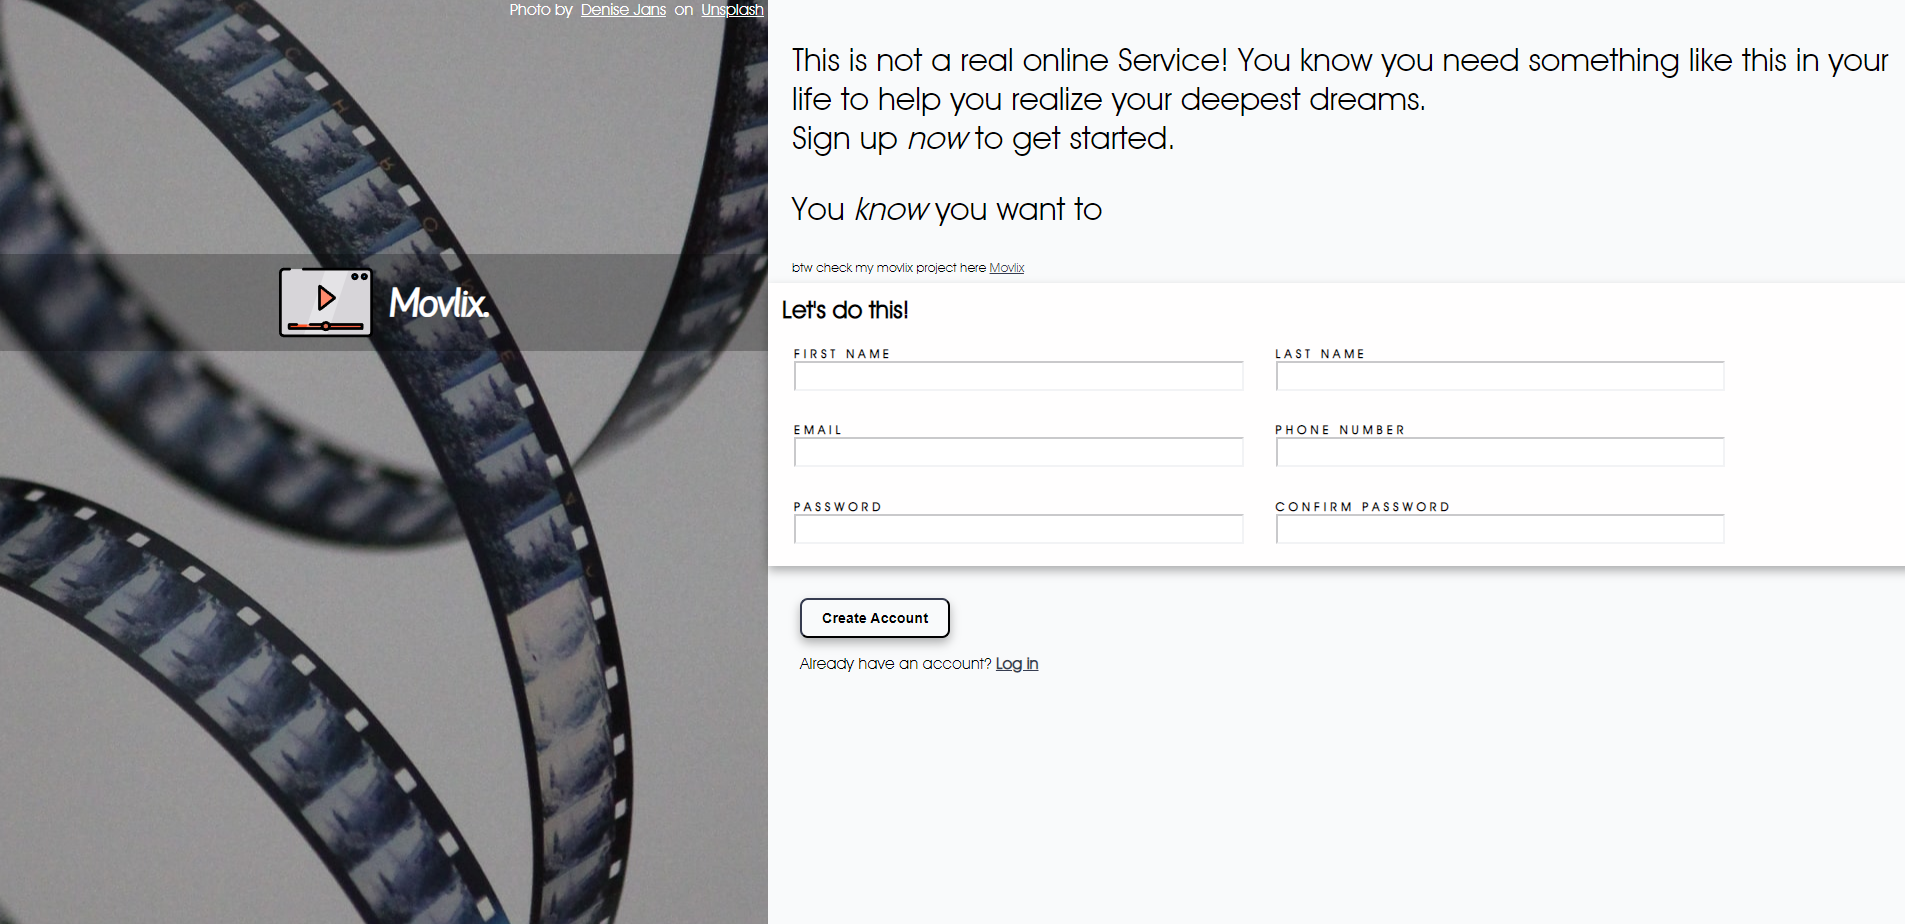 Photo by Denise Jans on Unsplash
Movlix.
This is not a real online Service! You know you need something like this in your
life to help you realize your deepest dreams.
Sign up now to get started.
You know you want to
btw check my movlix project here Movlix
Let's do this!
FIRST NAME
LAST NAME
EMAIL
PHONE NUMBER
PASSWORD
CONFIRM PASSWORD
Create Account
Already have an account? Log in